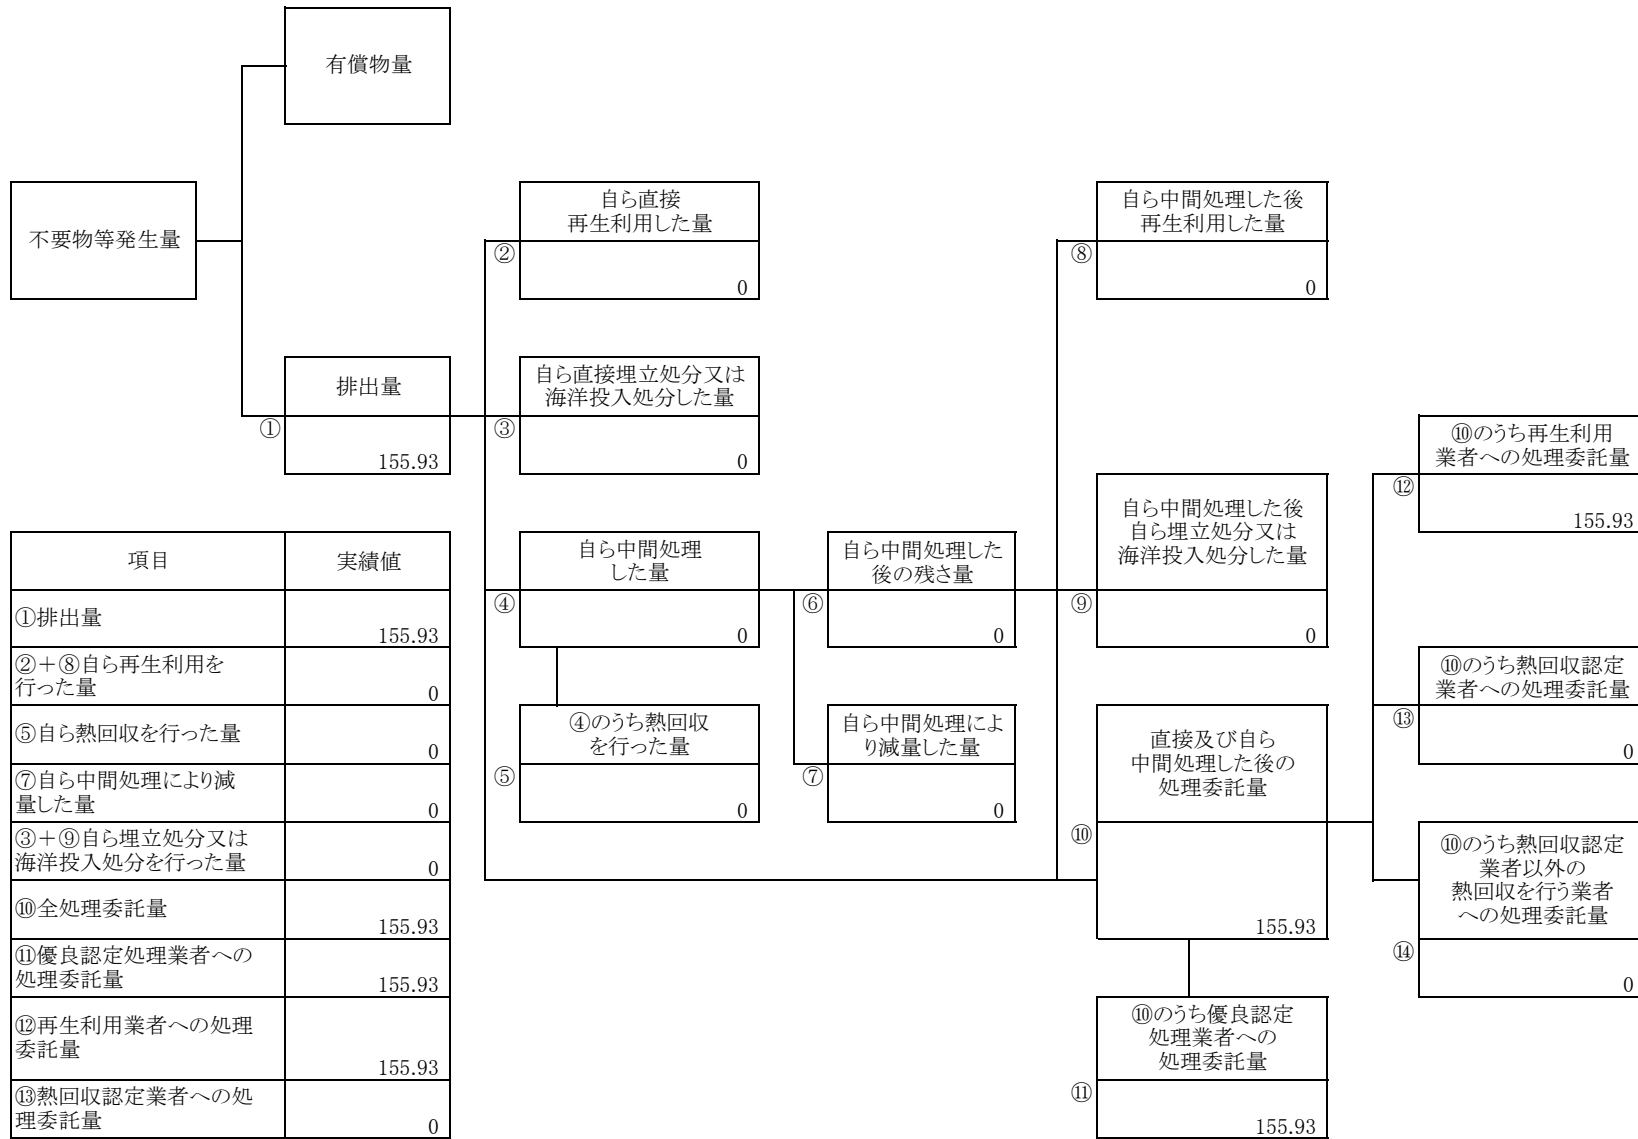 有償物量
不要物等発生量
自ら直接
再生利用した量
②
0
自ら中間処理した後
再生利用した量
⑧
0
排出量
①
155.93
自ら直接埋立処分又は
海洋投入処分した量
③
0
⑩のうち再生利用
業者への処理委託量
⑫
155.93
自ら中間処理した後
自ら埋立処分又は
海洋投入処分した量
⑨
0
自ら中間処理
した量
④
0
自ら中間処理した
後の残さ量
⑥
0
④のうち熱回収
を行った量
⑤
0
自ら中間処理によ
り減量した量
⑦
0
⑩のうち熱回収認定
業者への処理委託量
⑬
0
直接及び自ら
中間処理した後の
処理委託量
⑩
155.93
⑩のうち熱回収認定
業者以外の
熱回収を行う業者
への処理委託量
⑭
0
⑩のうち優良認定
処理業者への
処理委託量
⑪
155.93
項目 実績値
①排出量
155.93
②＋⑧自ら再生利用を
行った量
0
⑤自ら熱回収を行った量
0
⑦自ら中間処理により減
量した量
0
③＋⑨自ら埋立処分又は
海洋投入処分を行った量
0
⑩全処理委託量
155.93
⑪優良認定処理業者への
処理委託量
155.93
⑫再生利用業者への処理
委託量
155.93
⑬熱回収認定業者への処
理委託量
0